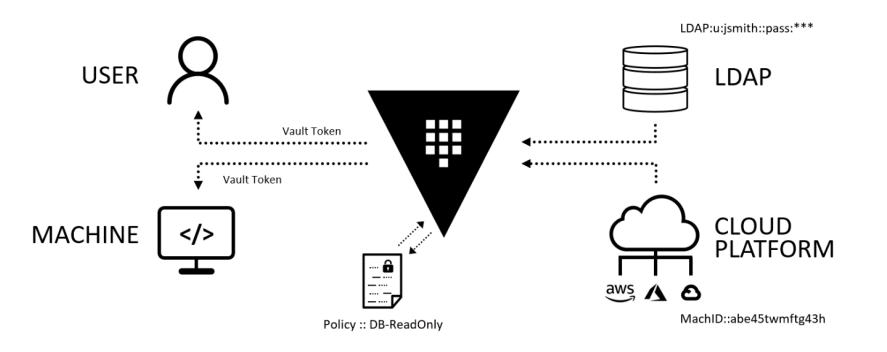 LDAP:u:jsmith::pass:***
USER
LDAP
Vault Token
Vault Token
MACHINE
</>
CLOUD
PLATFORM
aws
MachID::abe45twmftg43h
Policy :: DB-ReadOnly